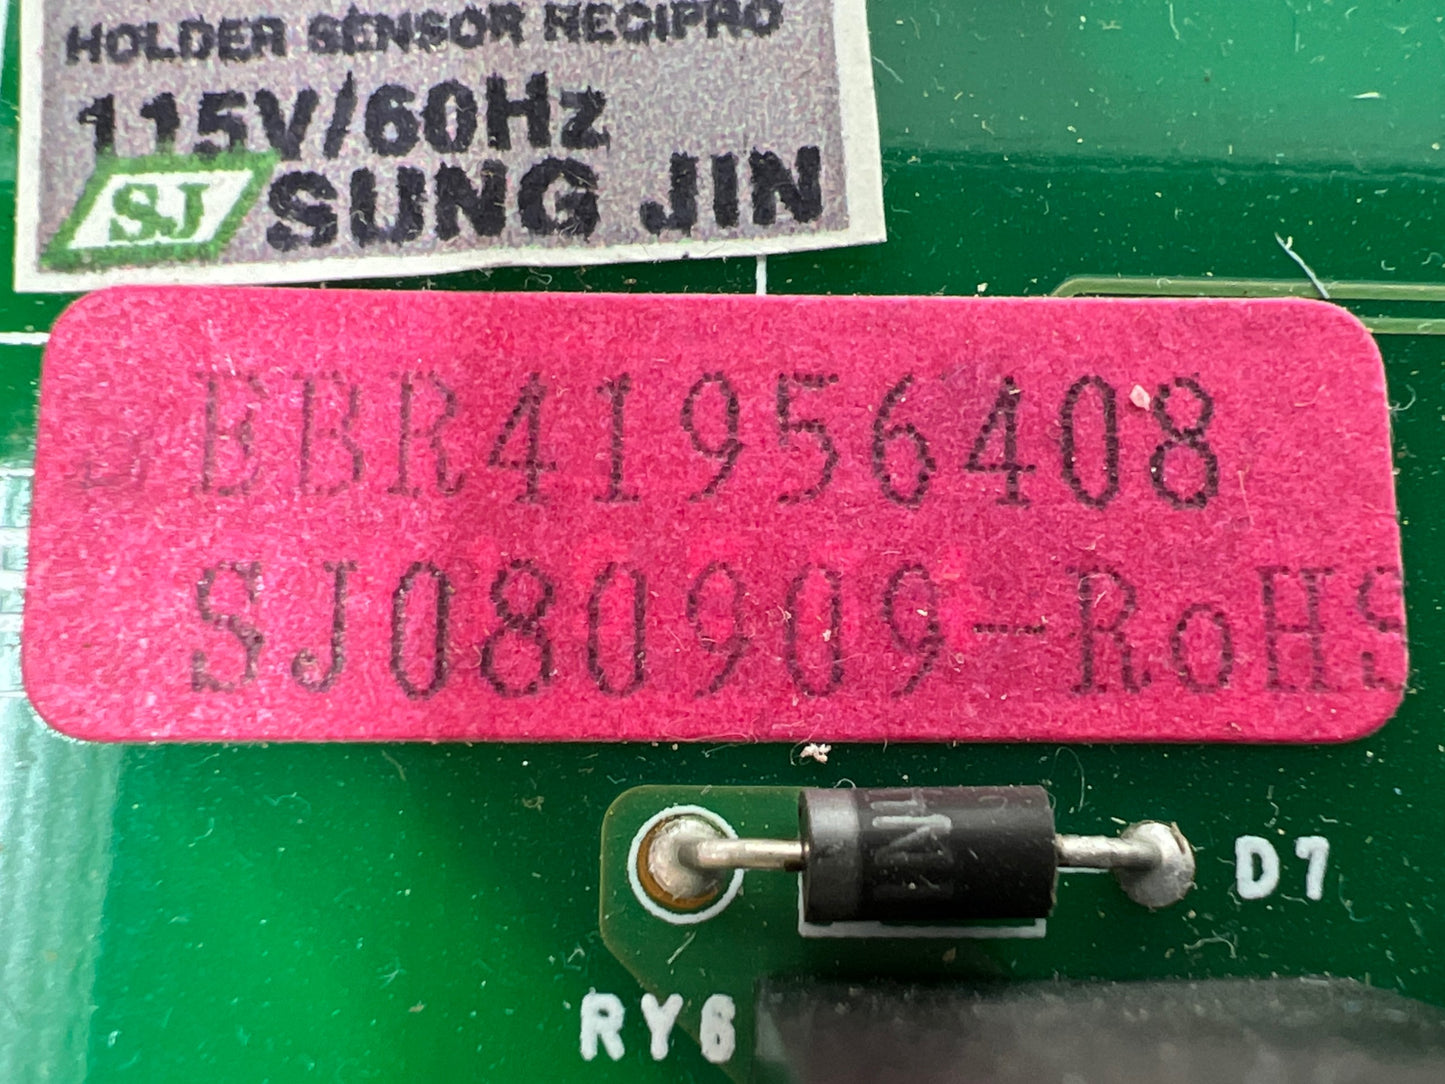 HOLDER SENSOR RECIPRO
115V/60Hz
SJ SUNG JIN
EBR41956408
SJ080909-RoHS
D7
RY6